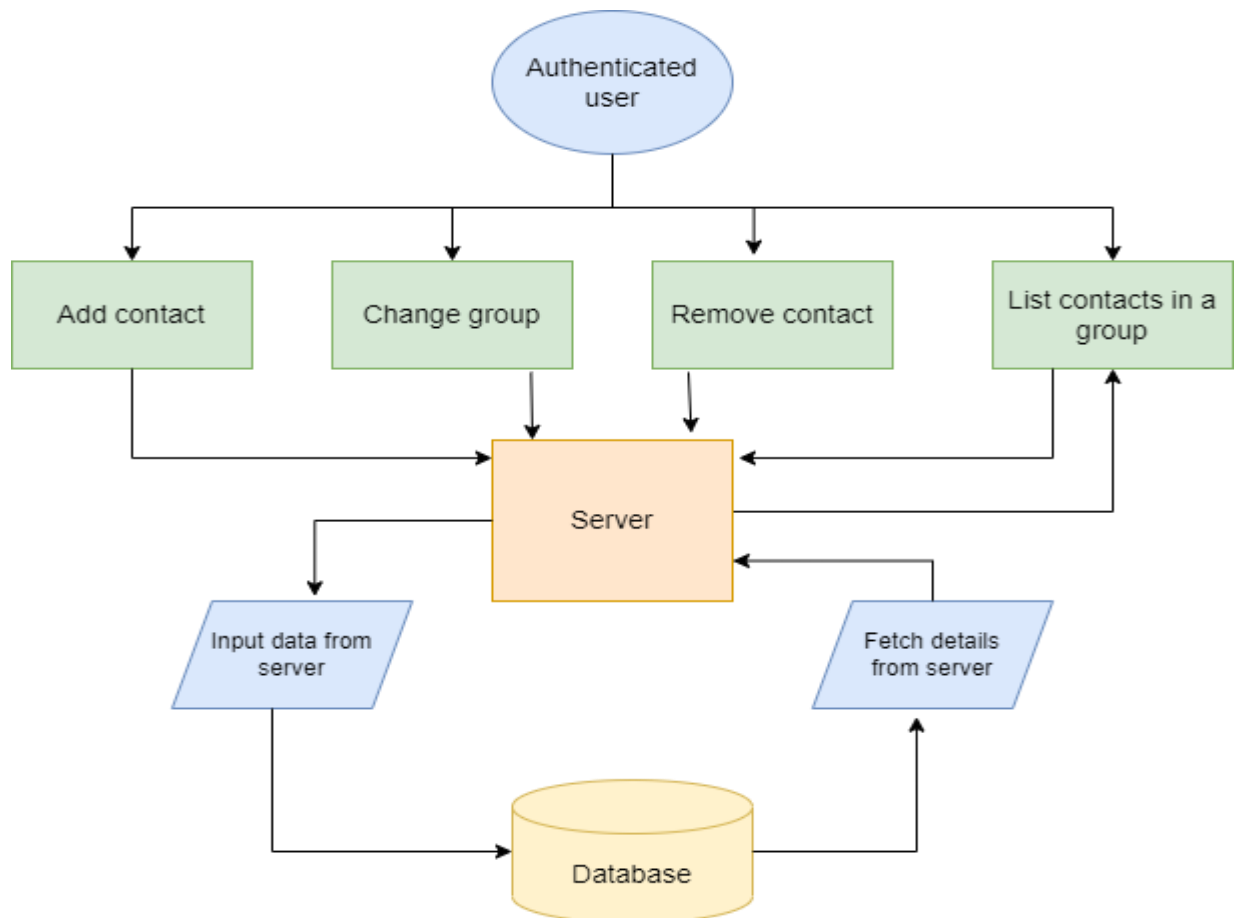 Authenticated
user
Add contact
Change group
Remove contact
List contacts in a
group
Server
Input data from
server
Fetch details
from server
Database